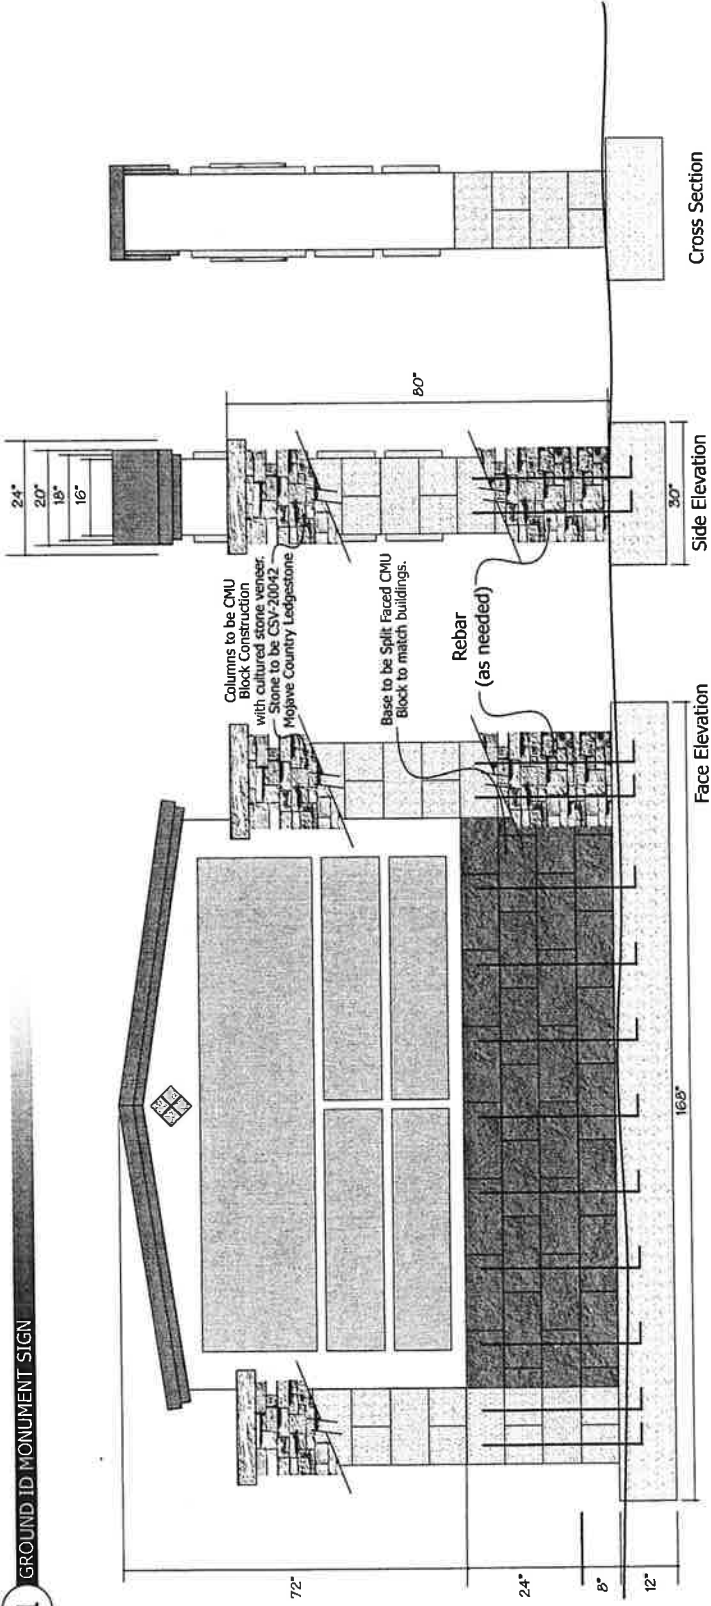 1
GROUND ID MONUMENT SIGN
72"
24"
8"
12"
168"
Face Elevation
Columns to be CMU
Block Construction
with cultured stone veneer.
Stone to be CSV-20042
Mojave Country Ledgestone
Base to be Split Faced CMU
Block to match buildings.
Rebar
(as needed)
24"
20"
18"
16"
80"
30"
Side Elevation
Cross Section